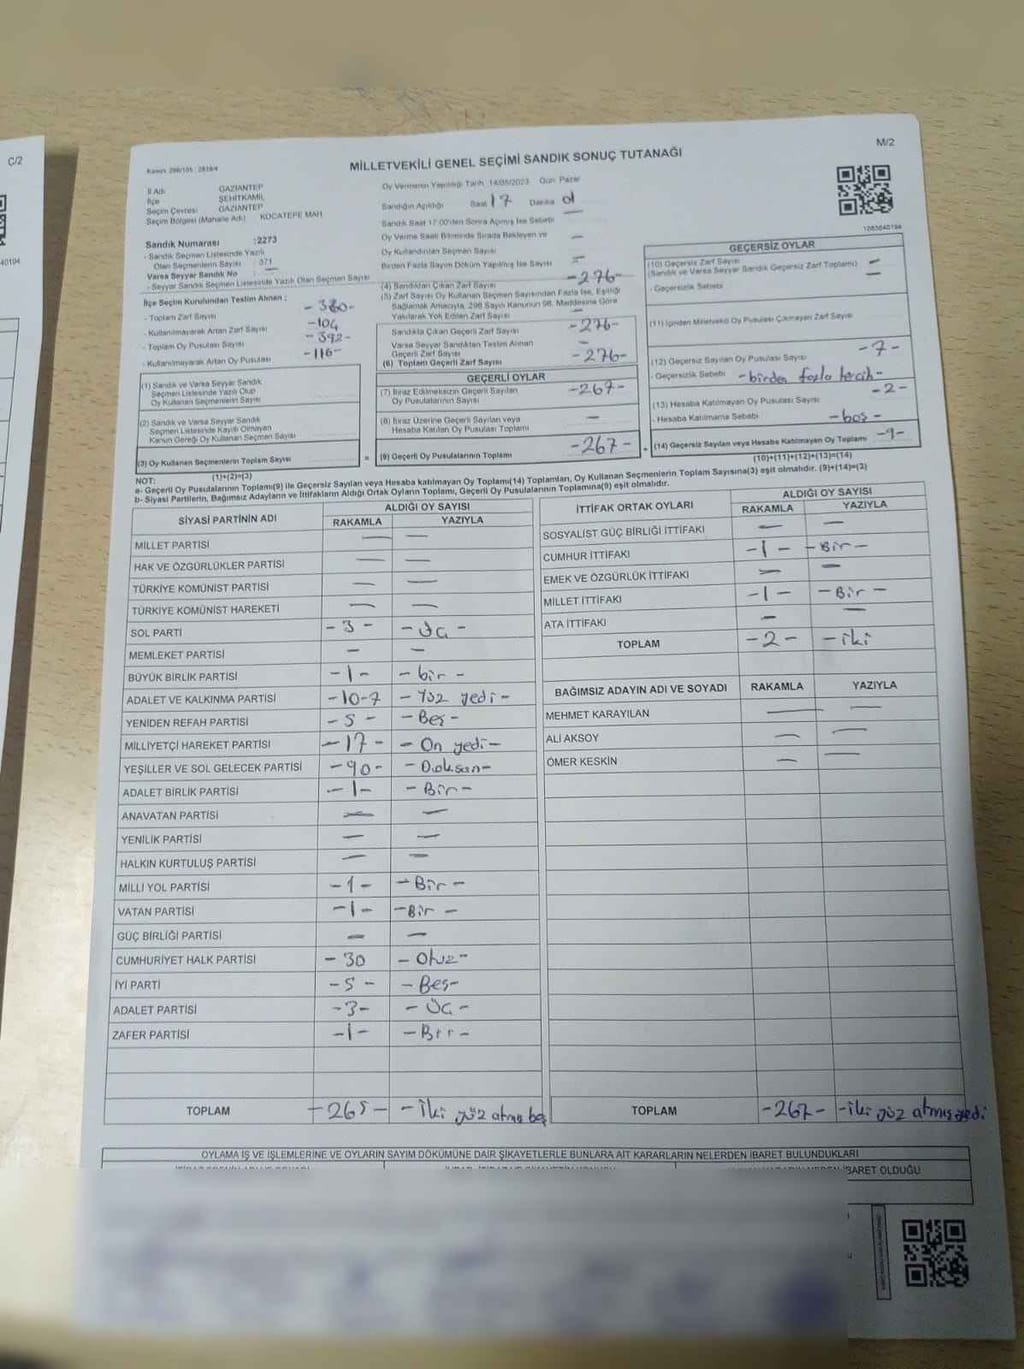 C/2
40194
M/2
Kanun 298/105 : 2839/4
MİLLETVEKİLİ GENEL SEÇİMİ SANDIK SONUÇ TUTANAĞI
1083640194
İl Adı GAZİANTEP
İlçe ŞEHİTKAMİL
Seçim Çevresi GAZİANTEP
Seçim Bölgesi (Mahalle Adı) KOCATEPE MAH
Sandık Numarası :2273
- Sandık Seçmen Listesinde Yazılı
Olan Seçmenlerin Sayısı 371
Varsa Seyyar Sandık No —
- Seyyar Sandık Seçmen Listesinde Yazılı Olan Seçmen Sayısı
İlçe Seçim Kurulundan Teslim Alınan :
- Toplam Zarf Sayısı - 380-
- Kullanılmayarak Artan Zarf Sayısı -104
- Toplam Oy Pusulası Sayısı - 392-
- Kullanılmayarak Artan Oy Pusulası -116-
(1) Sandık ve Varsa Seyyar Sandık
Seçmen Listesinde Yazılı Olup
Oy Kullanan Seçmenlerin Sayısı
(2) Sandık ve Varsa Seyyar Sandık
Seçmen Listesinde Kayıtlı Olmayan
Kanun Gereği Oy Kullanan Seçmen Sayısı
(3) Oy Kullanan Seçmenlerin Toplam Sayısı
(1)+(2)=(3)
Oy Vermenin Yapıldığı Tarih 14/05/2023 Gün Pazar
Sandığın Açıldığı Saat 17 Dakika 01
Sandık Saat 17:00'den Sonra Açılmış İse Sebebi —
Oy Verme Saati Bitiminde Sırada Bekleyen ve
Oy Kullandırılan Seçmen Sayısı —
Birden Fazla Sayım Döküm Yapılmış İse Sayısı —
(4) Sandıktan Çıkan Zarf Sayısı -276-
(5) Zarf Sayısı Oy Kullanan Seçmen Sayısından Fazla İse, Eşitliği
Sağlamak Amacıyla, 298 Sayılı Kanunun 98. Maddesine Göre
Yakılarak Yok Edilen Zarf Sayısı —
Sandıkta Çıkan Geçerli Zarf Sayısı -276-
Varsa Seyyar Sandıktan Teslim Alınan
Geçerli Zarf Sayısı —
(6) Toplam Geçerli Zarf Sayısı -276-
GEÇERLİ OYLAR
(7) İtiraz Edilmeksizin Geçerli Sayılan
Oy Pusulalarının Sayısı -267-
(8) İtiraz Üzerine Geçerli Sayılan veya
Hesaba Katılan Oy Pusulası Toplamı —
(9) Geçerli Oy Pusulalarının Toplamı -267-
GEÇERSİZ OYLAR
(10) Geçersiz Zarf Sayısı —
(Sandık ve Varsa Seyyar Sandık Geçersiz Zarf Toplamı) —
- Geçersizlik Sebebi
(11) İçinden Milletvekili Oy Pusulası Çıkmayan Zarf Sayısı
(12) Geçersiz Sayılan Oy Pusulası Sayısı -7-
- Geçersizlik Sebebi -birden fazla tercih-
(13) Hesaba Katılmayan Oy Pusulası Sayısı -2-
- Hesaba Katılmama Sebebi -boş-
(14) Geçersiz Sayılan veya Hesaba Katılmayan Oy Toplamı -9-
(10)+(11)+(12)+(13)=(14)
NOT:
a- Geçerli Oy Pusulalarının Toplamı(9) ile Geçersiz Sayılan veya Hesaba katılmayan Oy Toplamı(14) Toplamları, Oy Kullanan Seçmenlerin Toplam Sayısına(3) eşit olmalıdır. (9)+(14)=(3)
b- Siyasi Partilerin, Bağımsız Adayların ve İttifakların Aldığı Ortak Oyların Toplamı, Geçerli Oy Pusulalarının Toplamına(9) eşit olmalıdır.
SİYASİ PARTİNİN ADI ALDIĞI OY SAYISI
RAKAMLA YAZIYLA
MİLLET PARTİSİ — —
HAK VE ÖZGÜRLÜKLER PARTİSİ — —
TÜRKİYE KOMÜNİST PARTİSİ — —
TÜRKİYE KOMÜNİST HAREKETİ — —
SOL PARTİ -3- -Üç-
MEMLEKET PARTİSİ — —
BÜYÜK BİRLİK PARTİSİ -1- -bir-
ADALET VE KALKINMA PARTİSİ -10-7 -Yüz yedi-
YENİDEN REFAH PARTİSİ -5- -Beş-
MİLLİYETÇİ HAREKET PARTİSİ -17- -On yedi-
YEŞİLLER VE SOL GELECEK PARTİSİ -90- -Doksan-
ADALET BİRLİK PARTİSİ -1- -Bir-
ANAVATAN PARTİSİ — —
YENİLİK PARTİSİ — —
HALKIN KURTULUŞ PARTİSİ — —
MİLLİ YOL PARTİSİ -1- -Bir-
VATAN PARTİSİ -1- -Bir-
GÜÇ BİRLİĞİ PARTİSİ — —
CUMHURİYET HALK PARTİSİ -30 -Otuz-
İYİ PARTİ -5- -Beş-
ADALET PARTİSİ -3- -Üç-
ZAFER PARTİSİ -1- -Bir-
TOPLAM -265- -İki yüz atmış beş
İTTİFAK ORTAK OYLARI ALDIĞI OY SAYISI
RAKAMLA YAZIYLA
SOSYALİST GÜÇ BİRLİĞİ İTTİFAKI — —
CUMHUR İTTİFAKI -1- -Bir-
EMEK VE ÖZGÜRLÜK İTTİFAKI — —
MİLLET İTTİFAKI -1- -Bir-
ATA İTTİFAKI — —
TOPLAM -2- -iki
BAĞIMSIZ ADAYIN ADI VE SOYADI RAKAMLA YAZIYLA
MEHMET KARAYILAN — —
ALİ AKSOY — —
ÖMER KESKİN — —
TOPLAM -267- -iki yüz atmış yedi
OYLAMA İŞ VE İŞLEMLERİNE VE OYLARIN SAYIM DÖKÜMÜNE DAİR ŞİKAYETLERLE BUNLARA AİT KARARLARIN NELERDEN İBARET BULUNDUKLARI
İBARET OLDUĞU